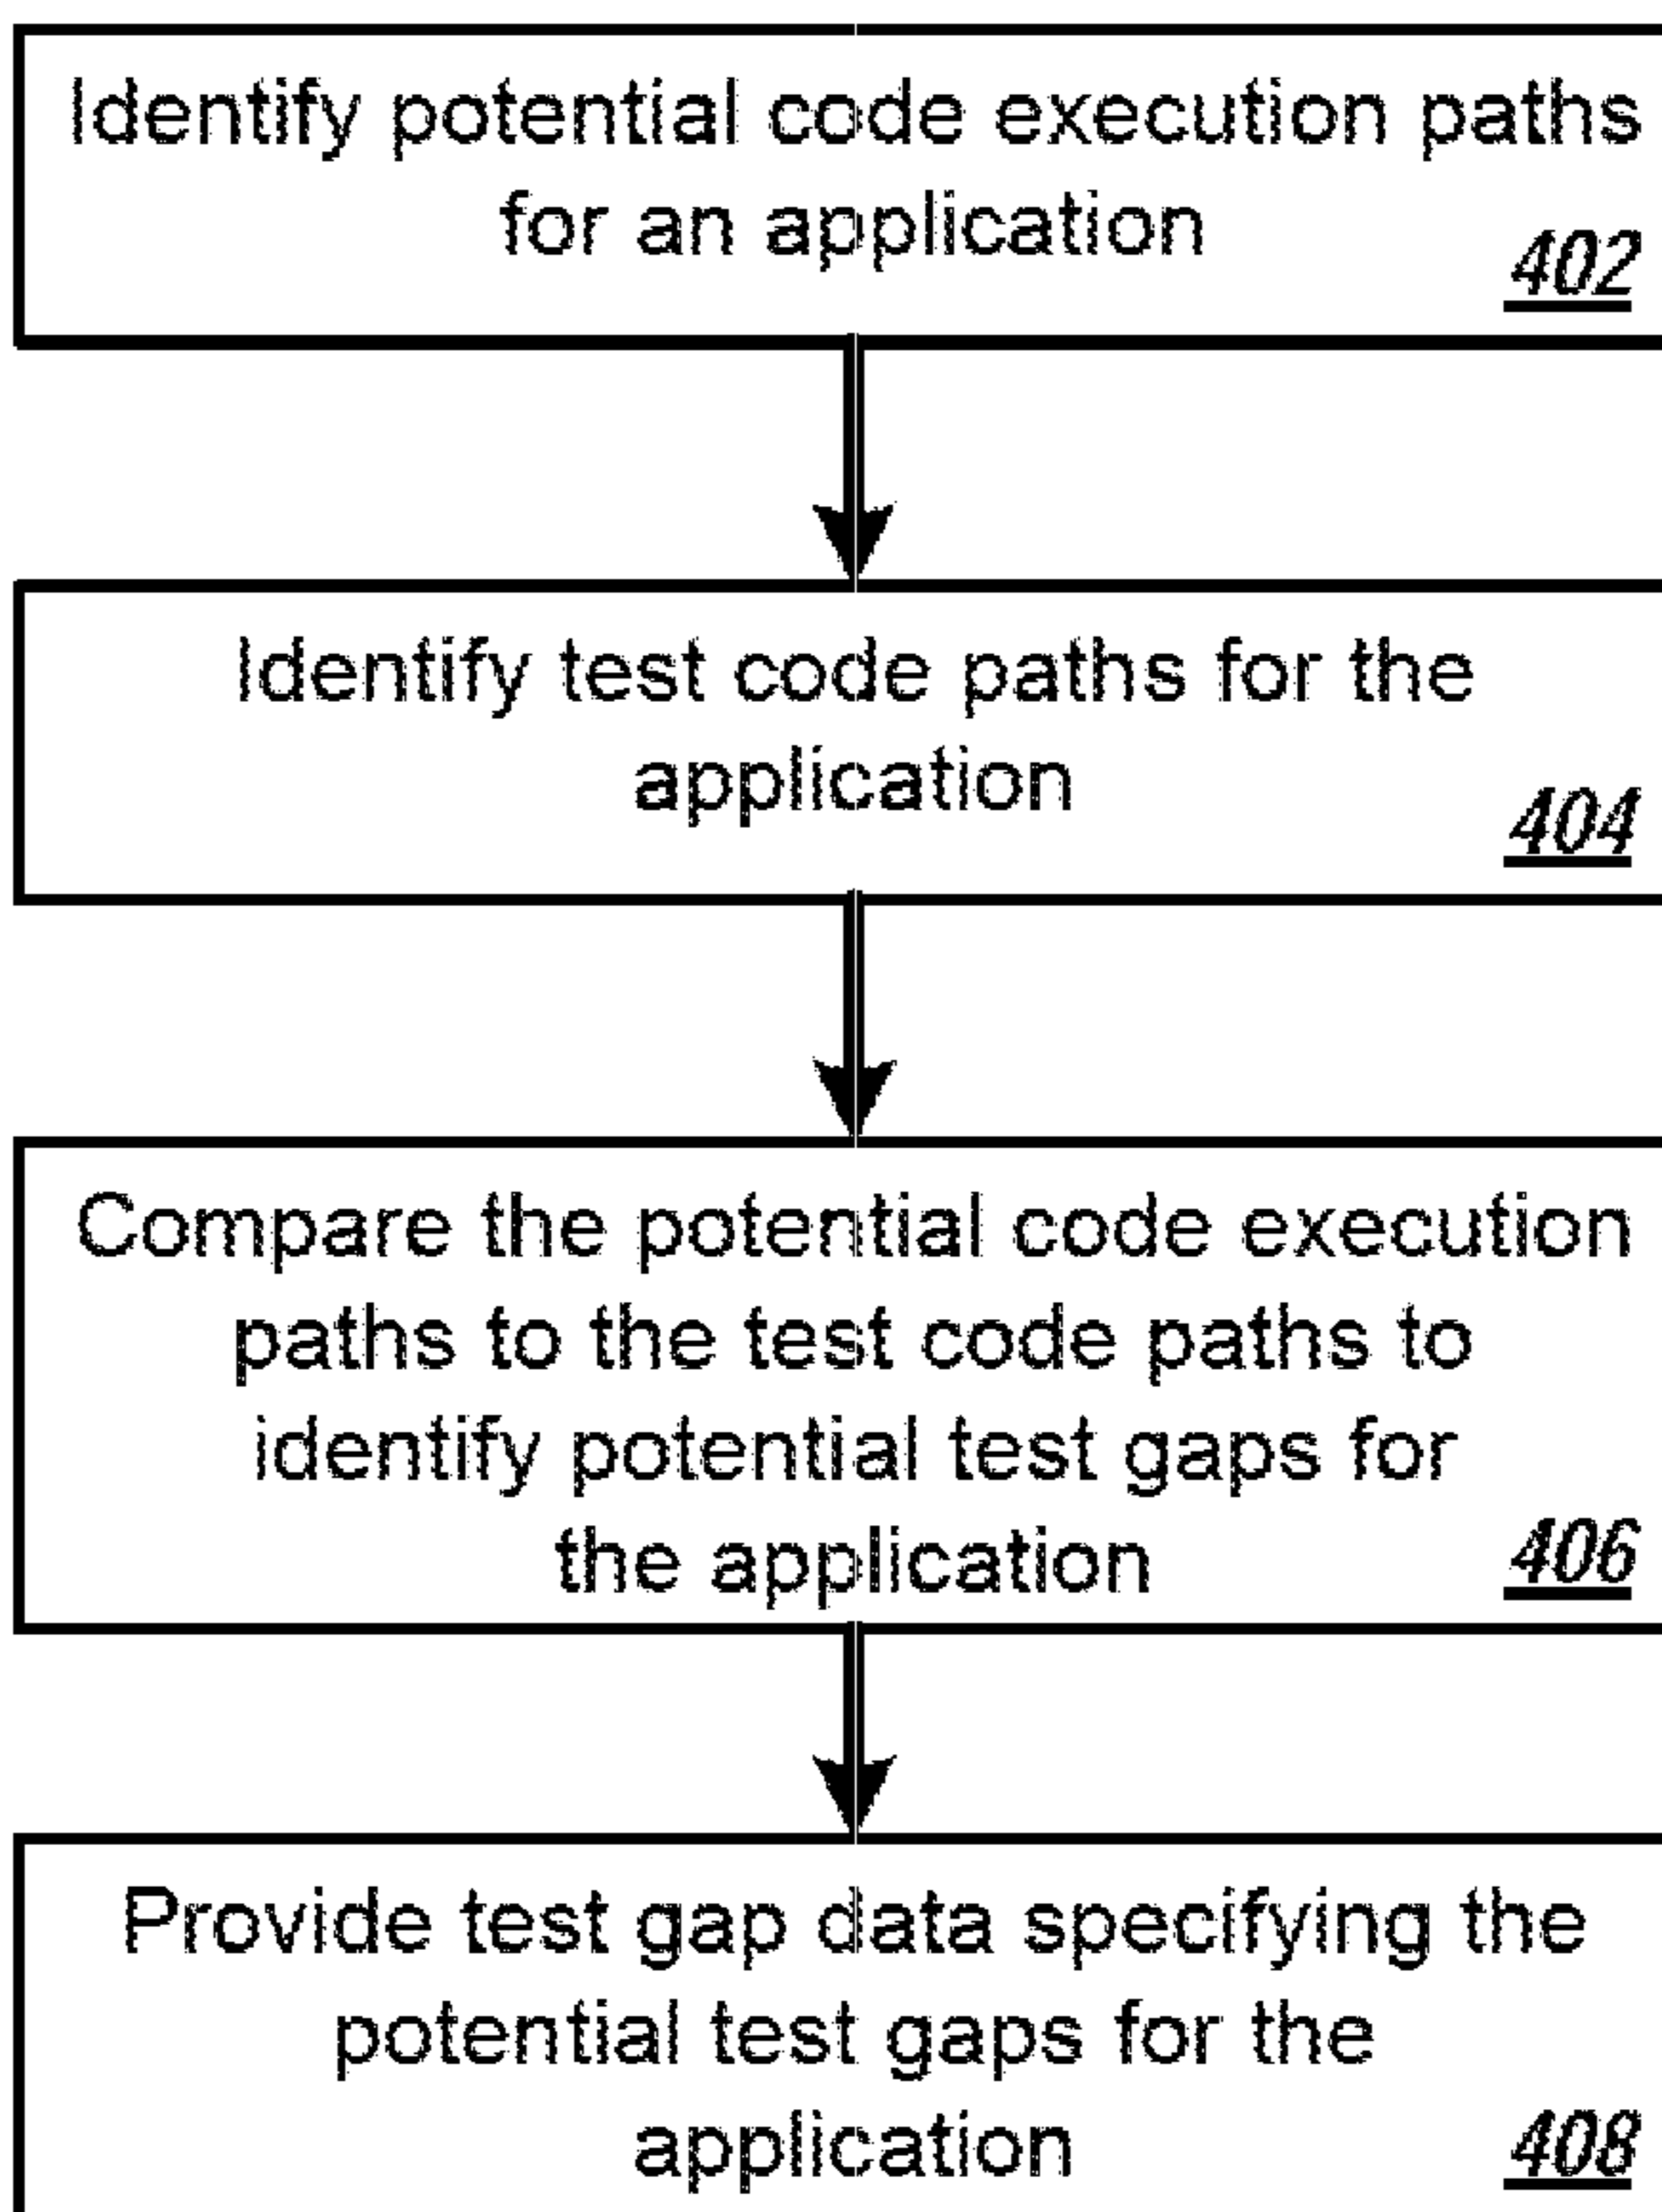 Identify potential code execution paths
for an application
402
Identify test code paths for the
application
404
Compare the potential code execution
paths to the test code paths to
identify potential test gaps for
the application
406
Provide test gap data specifying the
potential test gaps for the
application
408